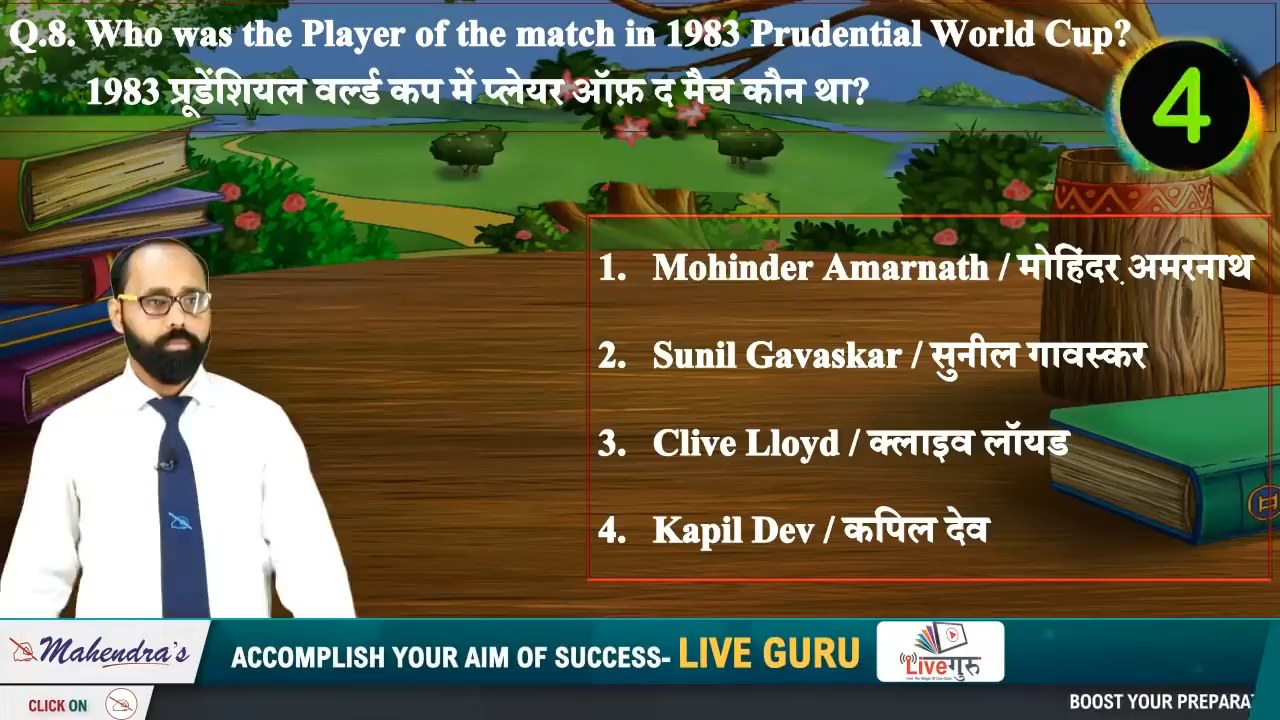 Q.8. Who was the Player of the match in 1983 Prudential World Cup?
1983 प्रूडेंशियल वर्ल्ड कप में प्लेयर ऑफ़ द मैच कौन था?
4
1. Mohinder Amarnath / मोहिंदर अमरनाथ
2. Sunil Gavaskar / सुनील गावस्कर
3. Clive Lloyd / क्लाइव लॉयड
4. Kapil Dev / कपिल देव
Mahendra's
ACCOMPLISH YOUR AIM OF SUCCESS- LIVE GURU
Liveगुरु
CLICK ON
BOOST YOUR PREPARA